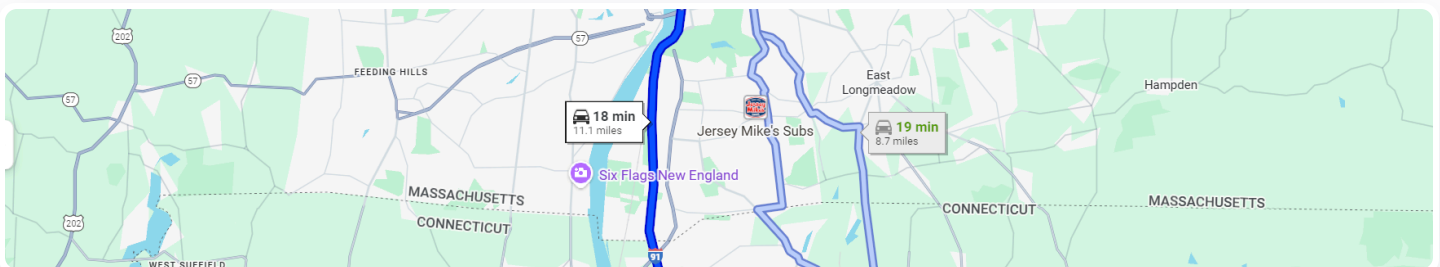 202
57
57
57
FEEDING HILLS
East
Longmeadow
Hampden
18 min
11.1 miles
Jersey Mike's Subs
19 min
8.7 miles
Six Flags New England
MASSACHUSETTS
CONNECTICUT
CONNECTICUT
MASSACHUSETTS
202
91
WEST SUFFIELD